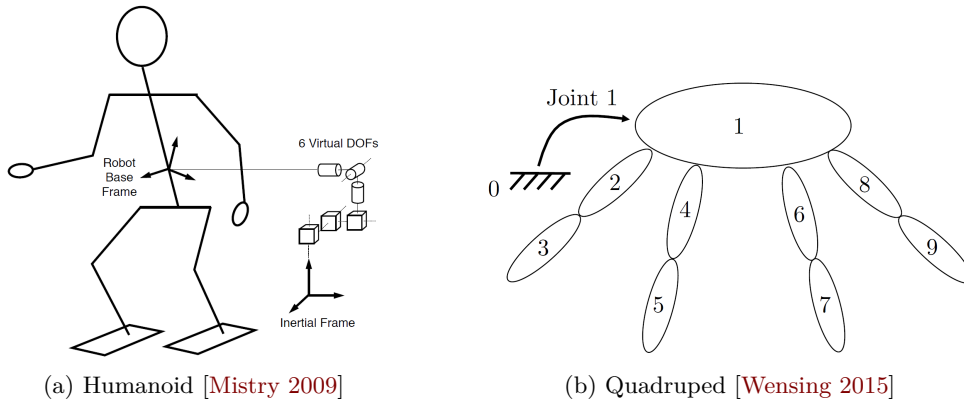 6 Virtual DOFs
Robot
Base
Frame
Inertial Frame
(a) Humanoid [Mistry 2009]
Joint 1
1
0
2
3
4
5
6
7
8
9
(b) Quadruped [Wensing 2015]